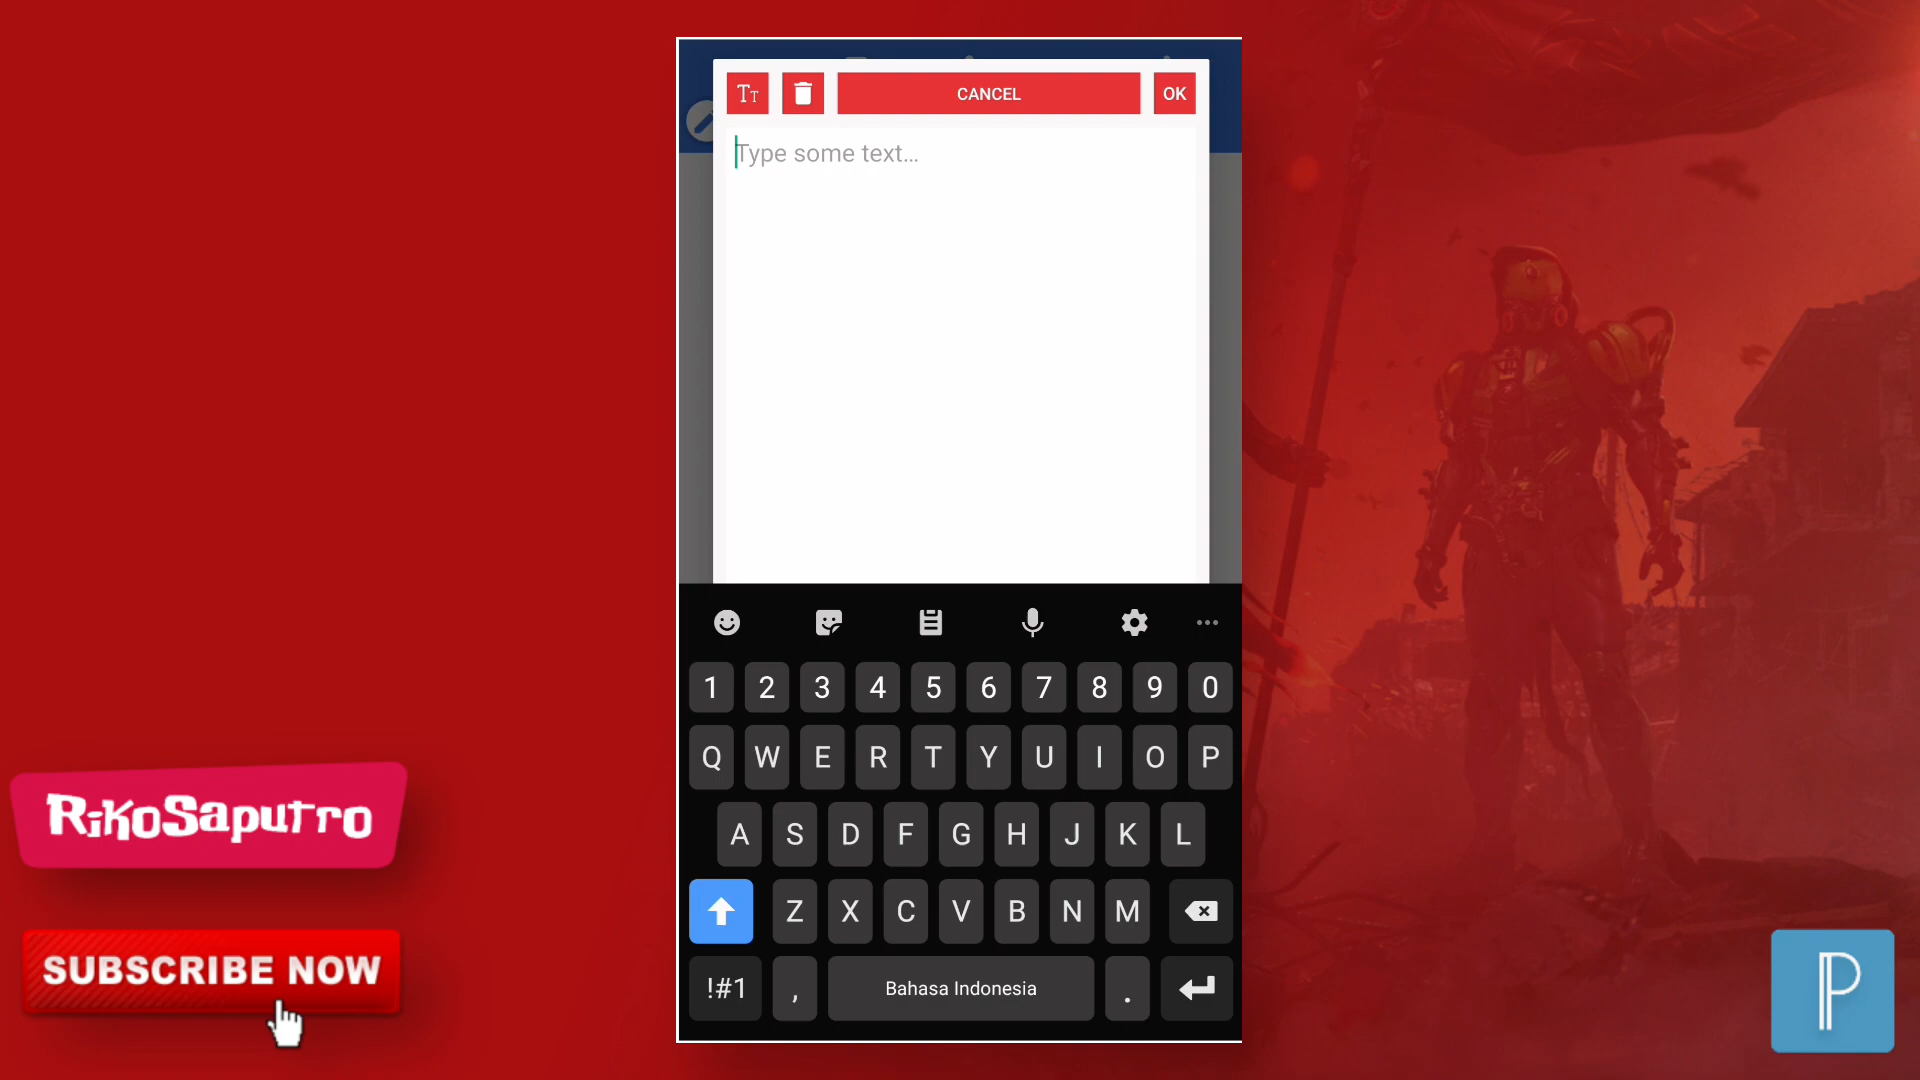 TT
CANCEL
OK
Type some text...
1 2 3 4 5 6 7 8 9 0
Q W E R T Y U I O P
A S D F G H J K L
Z X C V B N M
!#1 , Bahasa Indonesia .
RikoSaputro
SUBSCRIBE NOW
P